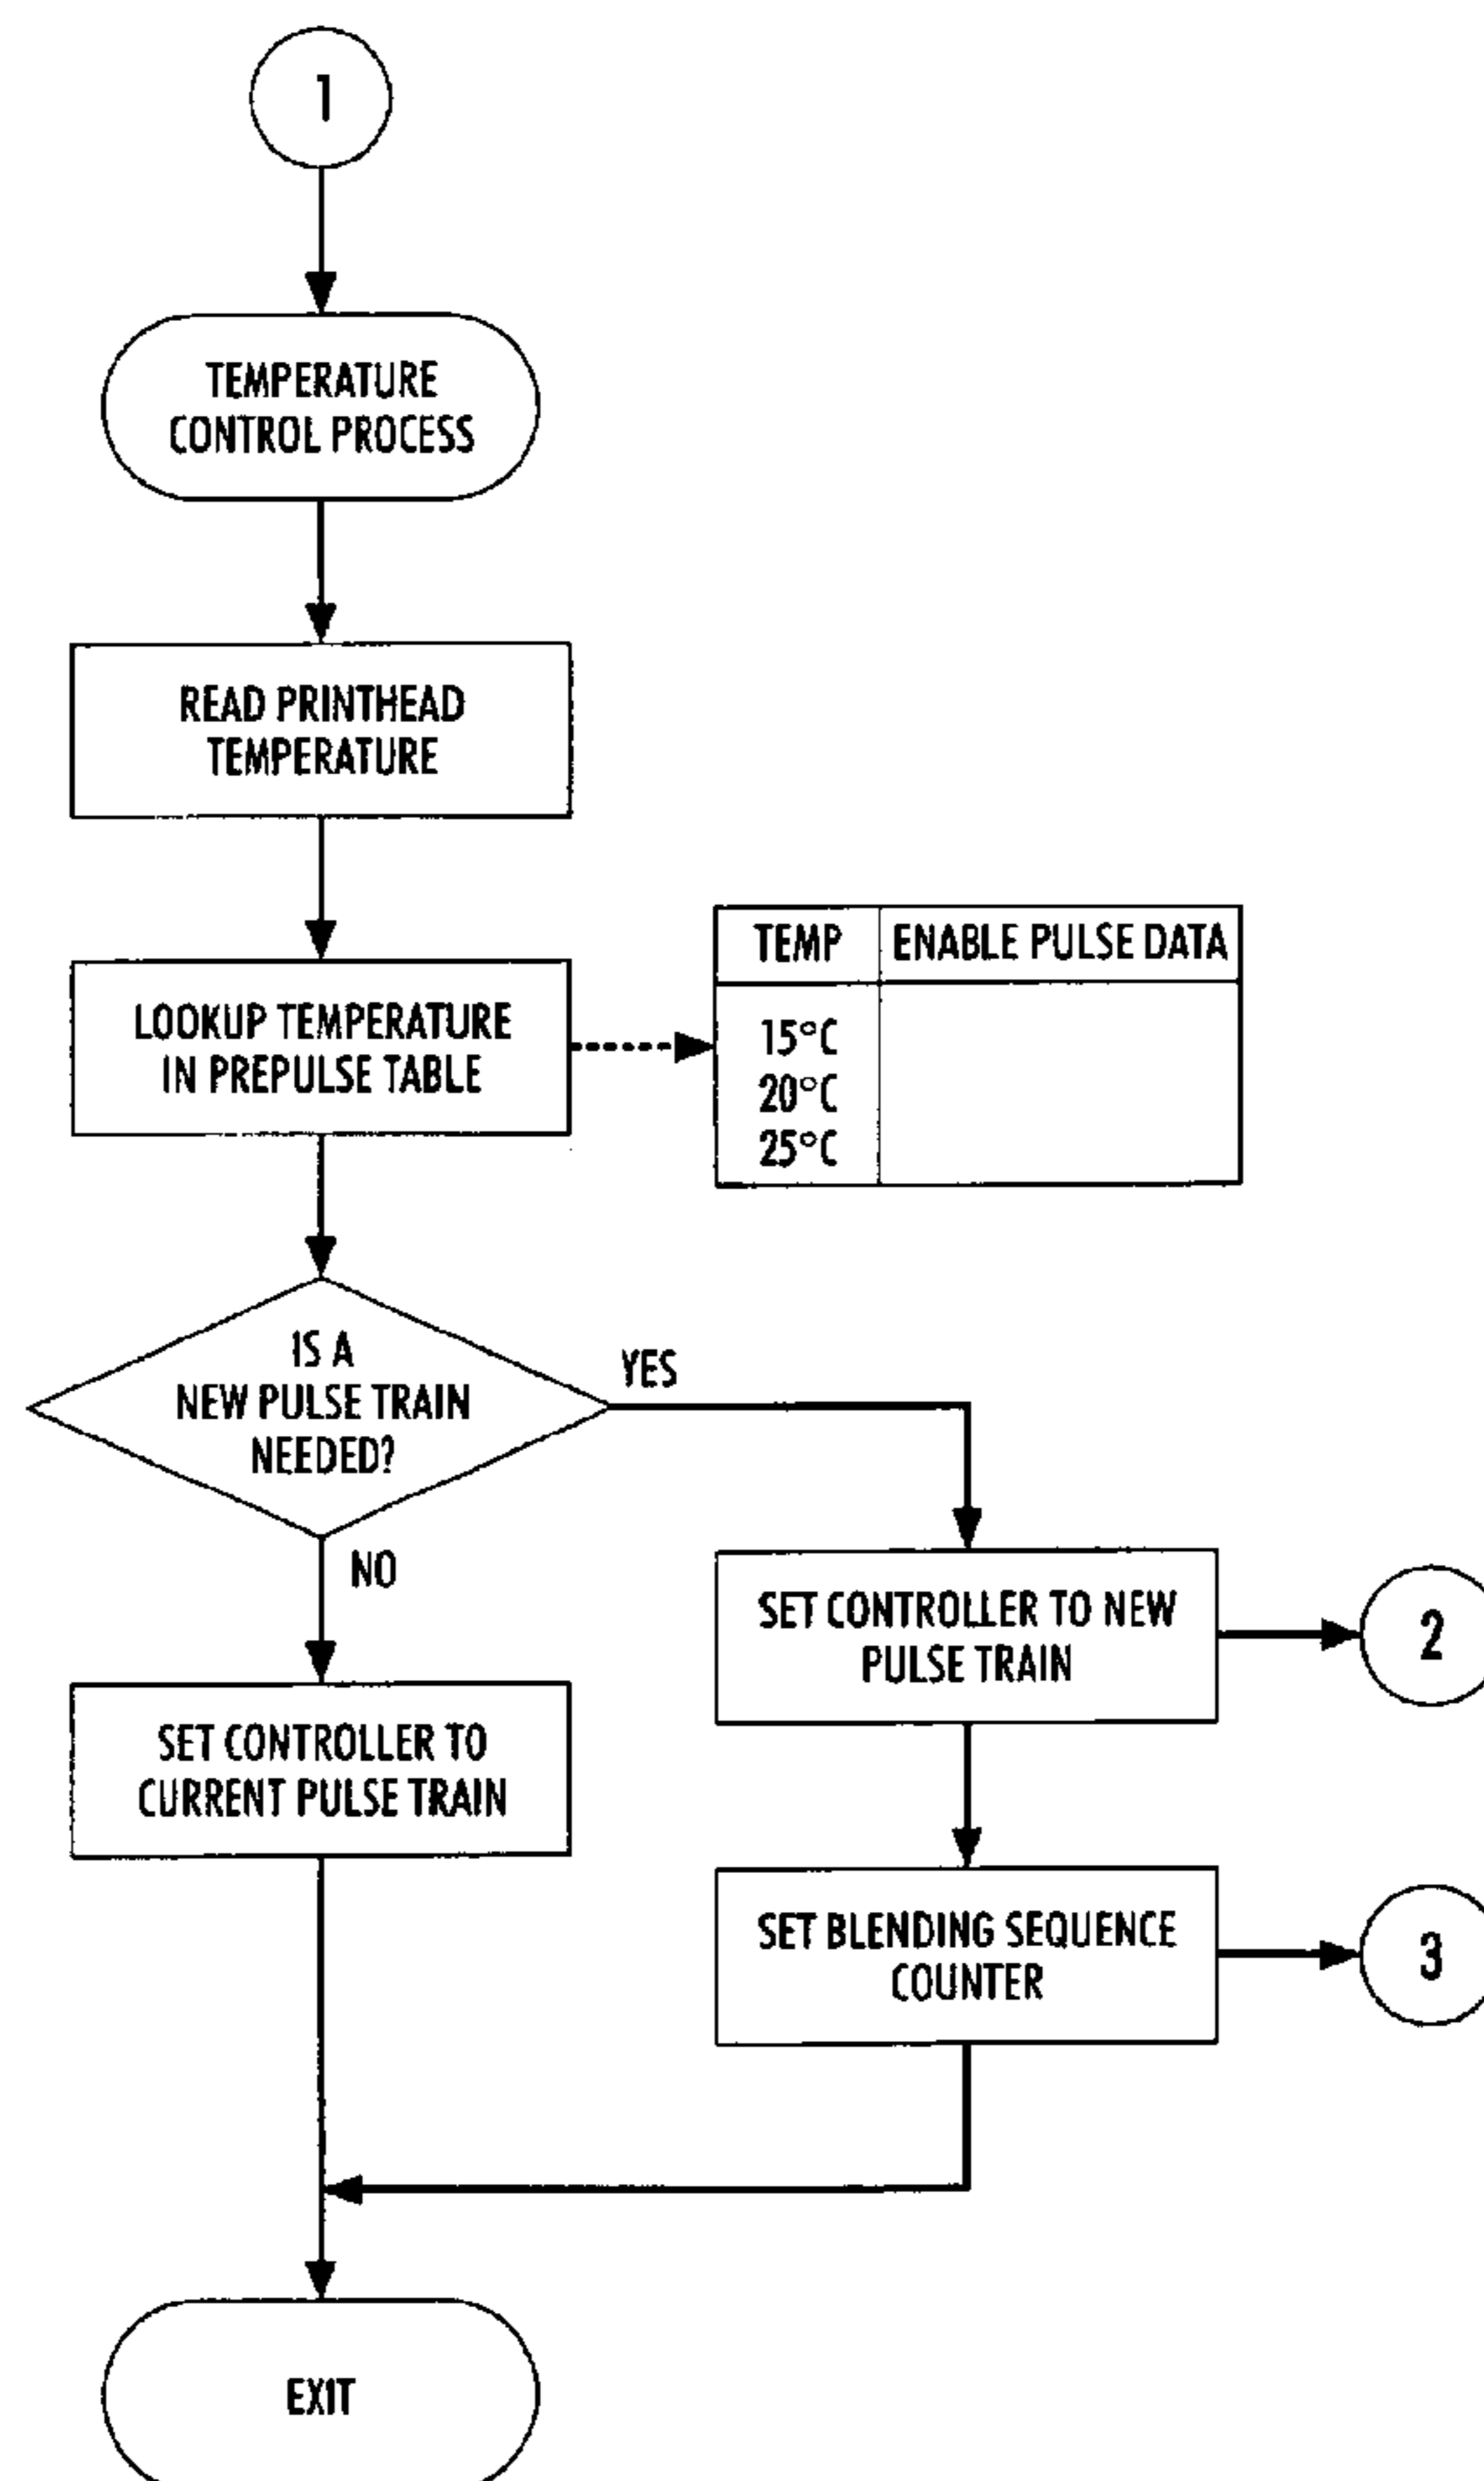 1
TEMPERATURE
CONTROL PROCESS
READ PRINTHEAD
TEMPERATURE
LOOKUP TEMPERATURE
IN PREPULSE TABLE
TEMP ENABLE PULSE DATA
15°C
20°C
25°C
IS A
NEW PULSE TRAIN
NEEDED?
YES
NO
SET CONTROLLER TO NEW
PULSE TRAIN
2
SET CONTROLLER TO
CURRENT PULSE TRAIN
SET BLENDING SEQUENCE
COUNTER
3
EXIT